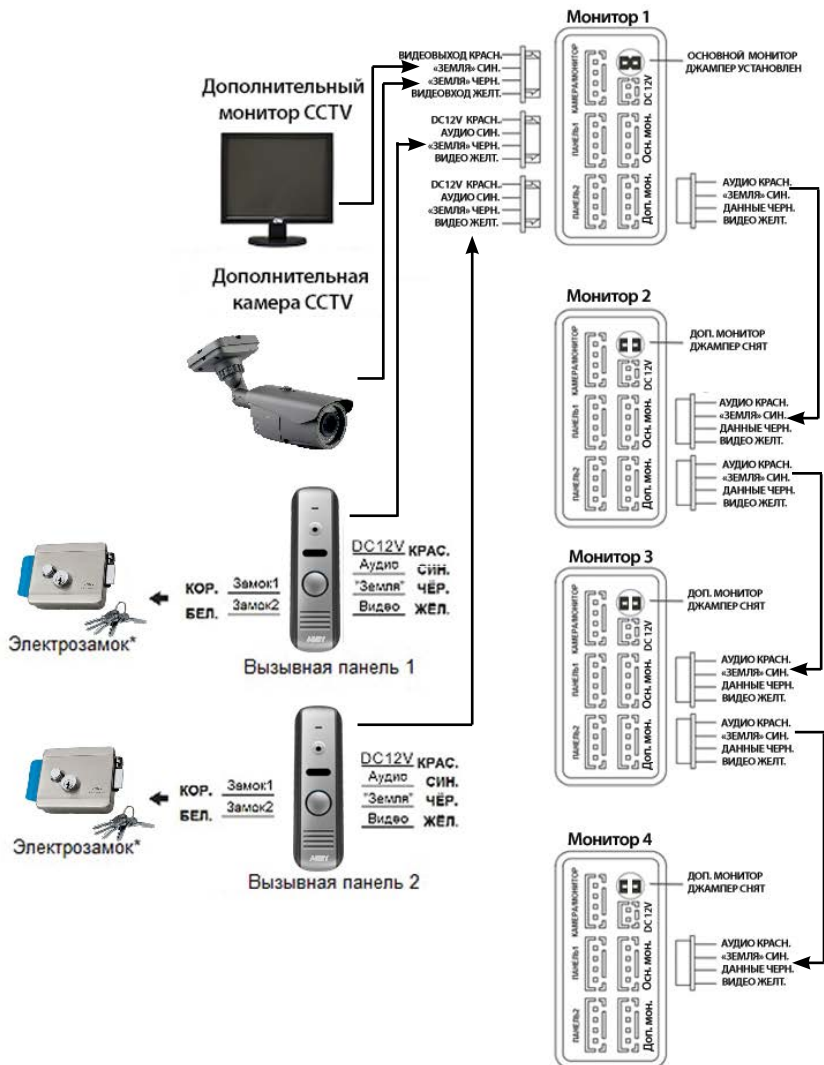 Монитор 1
ВИДЕОВЫХОД КРАСН.
«ЗЕМЛЯ» СИН.
«ЗЕМЛЯ» ЧЕРН.
ВИДЕОВХОД ЖЕЛТ.
DC12V КРАСН.
АУДИО СИН.
«ЗЕМЛЯ» ЧЕРН.
ВИДЕО ЖЕЛТ.
DC12V КРАСН.
АУДИО СИН.
«ЗЕМЛЯ» ЧЕРН.
ВИДЕО ЖЕЛТ.
КАМЕРА/МОНИТОР
DC 12V
ПАНЕЛЬ1
Осн. мон.
ПАНЕЛЬ2
Доп. мон.
ОСНОВНОЙ МОНИТОР
ДЖАМПЕР УСТАНОВЛЕН
АУДИО КРАСН.
«ЗЕМЛЯ» СИН.
ДАННЫЕ ЧЕРН.
ВИДЕО ЖЕЛТ.
Дополнительный
монитор CCTV
Дополнительная
камера CCTV
Монитор 2
КАМЕРА/МОНИТОР
DC 12V
ПАНЕЛЬ1
Осн. мон.
ПАНЕЛЬ2
Доп. мон.
ДОП. МОНИТОР
ДЖАМПЕР СНЯТ
АУДИО КРАСН.
«ЗЕМЛЯ» СИН.
ДАННЫЕ ЧЕРН.
ВИДЕО ЖЕЛТ.
АУДИО КРАСН.
«ЗЕМЛЯ» СИН.
ДАННЫЕ ЧЕРН.
ВИДЕО ЖЕЛТ.
Электрозамок*
КОР. Замок1
БЕЛ. Замок2
DC12V КРАС.
Аудио СИН.
"Земля" ЧЁР.
Видео ЖЁЛ.
Вызывная панель 1
Монитор 3
КАМЕРА/МОНИТОР
DC 12V
ПАНЕЛЬ1
Осн. мон.
ПАНЕЛЬ2
Доп. мон.
ДОП. МОНИТОР
ДЖАМПЕР СНЯТ
АУДИО КРАСН.
«ЗЕМЛЯ» СИН.
ДАННЫЕ ЧЕРН.
ВИДЕО ЖЕЛТ.
АУДИО КРАСН.
«ЗЕМЛЯ» СИН.
ДАННЫЕ ЧЕРН.
ВИДЕО ЖЕЛТ.
Электрозамок*
КОР. Замок1
БЕЛ. Замок2
DC12V КРАС.
Аудио СИН.
"Земля" ЧЁР.
Видео ЖЁЛ.
Вызывная панель 2
Монитор 4
КАМЕРА/МОНИТОР
DC 12V
ПАНЕЛЬ1
Осн. мон.
ПАНЕЛЬ2
Доп. мон.
ДОП. МОНИТОР
ДЖАМПЕР СНЯТ
АУДИО КРАСН.
«ЗЕМЛЯ» СИН.
ДАННЫЕ ЧЕРН.
ВИДЕО ЖЕЛТ.